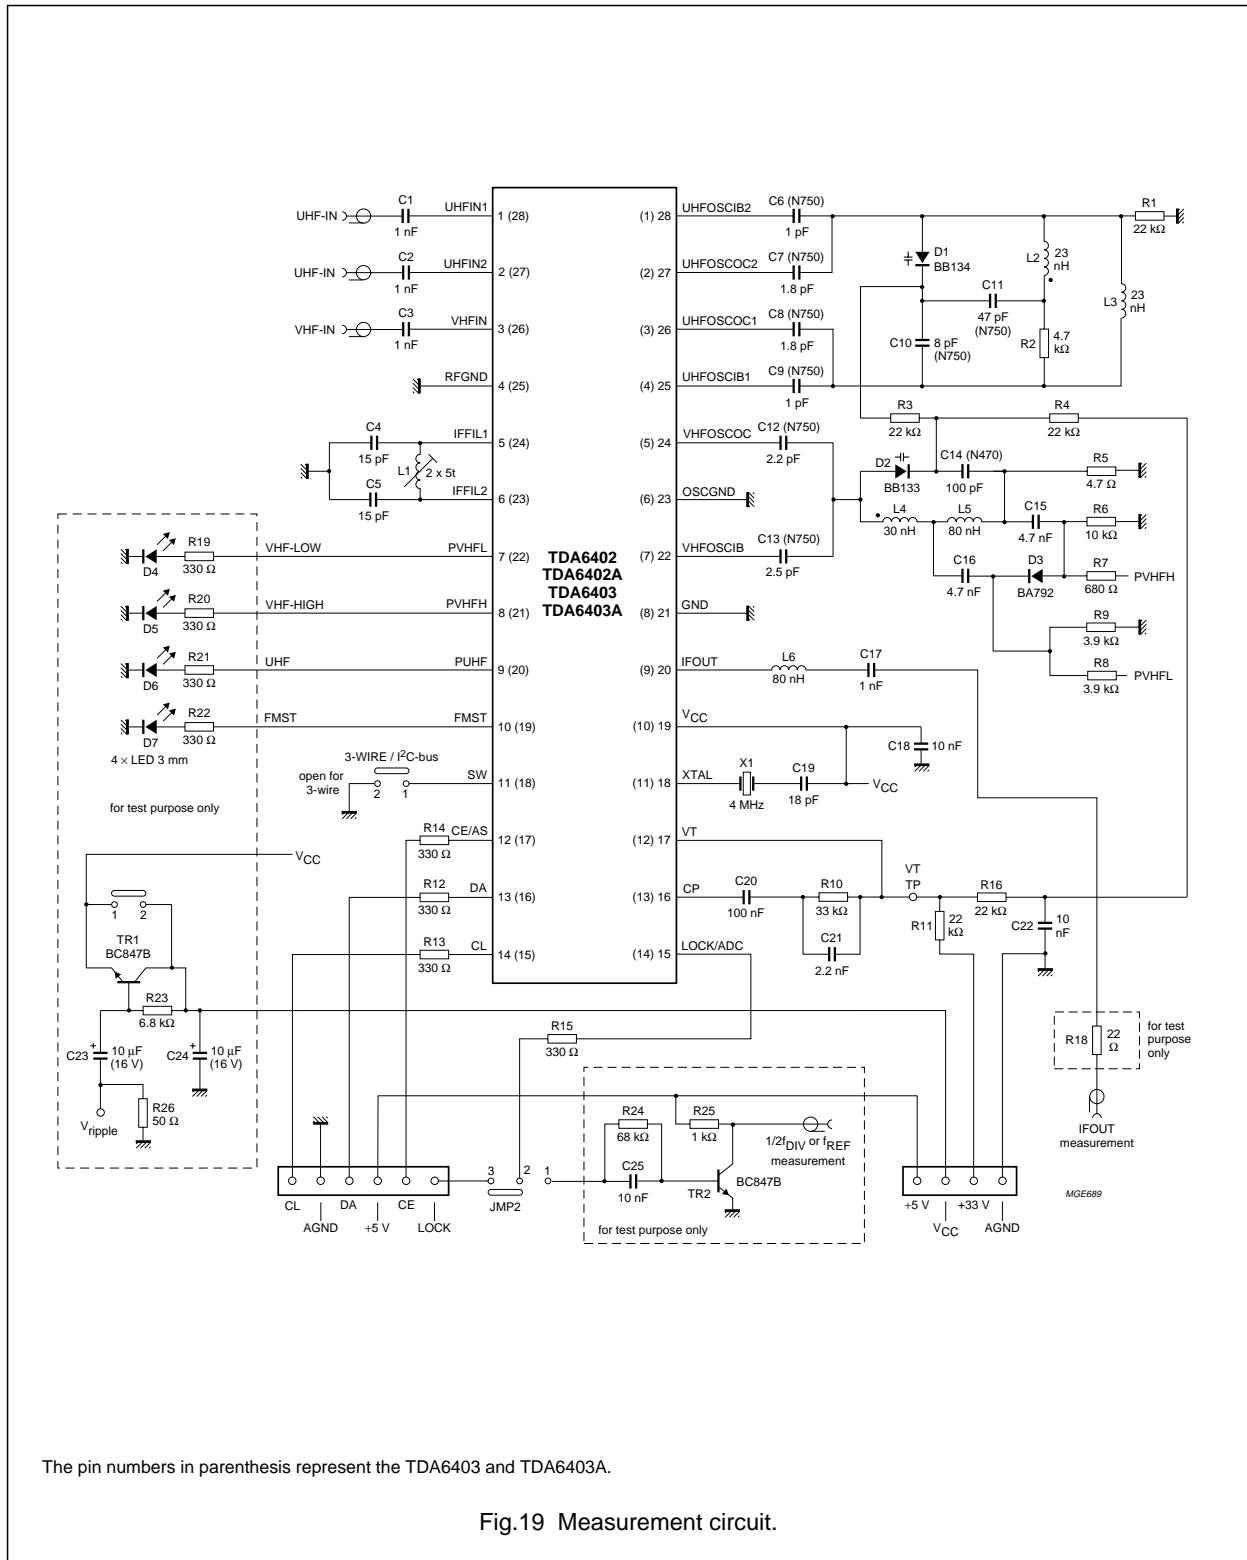 C1
UHF-IN
1 nF
UHFIN1
1 (28)
(1) 28
UHFOSCIB2
C6 (N750)
1 pF
R1
22 kΩ
C2
UHF-IN
1 nF
UHFIN2
2 (27)
(2) 27
UHFOSCOC2
C7 (N750)
1.8 pF
D1
BB134
L2
23
nH
C11
47 pF
(N750)
L3
23
nH
C3
VHF-IN
1 nF
VHFIN
3 (26)
(3) 26
UHFOSCOC1
C8 (N750)
1.8 pF
C10
8 pF
(N750)
R2
4.7
kΩ
RFGND
4 (25)
(4) 25
UHFOSCIB1
C9 (N750)
1 pF
R3
22 kΩ
R4
22 kΩ
C4
15 pF
IFFIL1
5 (24)
L1
2 x 5t
C5
15 pF
IFFIL2
6 (23)
(5) 24
VHFOSCOC
C12 (N750)
2.2 pF
D2
BB133
C14 (N470)
100 pF
R5
4.7 Ω
(6) 23
OSCGND
L4
30 nH
L5
80 nH
C15
4.7 nF
R6
10 kΩ
R19
330 Ω
D4
VHF-LOW
PVHFL
7 (22)
TDA6402
TDA6402A
TDA6403
TDA6403A
(7) 22
VHFOSCIB
C13 (N750)
2.5 pF
C16
4.7 nF
D3
BA792
R7
680 Ω
PVHFH
R20
330 Ω
D5
VHF-HIGH
PVHFH
8 (21)
(8) 21
GND
R9
3.9 kΩ
R8
3.9 kΩ
PVHFL
R21
330 Ω
D6
UHF
PUHF
9 (20)
(9) 20
IFOUT
L6
80 nH
C17
1 nF
R22
330 Ω
D7
FMST
FMST
10 (19)
(10) 19
VCC
C18
10 nF
4 × LED 3 mm
for test purpose only
3-WIRE / I²C-bus
open for
3-wire
2
1
SW
11 (18)
(11) 18
XTAL
X1
4 MHz
C19
18 pF
VCC
R14
330 Ω
CE/AS
12 (17)
(12) 17
VT
VCC
R12
330 Ω
DA
13 (16)
(13) 16
CP
C20
100 nF
R10
33 kΩ
C21
2.2 nF
VT
TP
R16
22 kΩ
R11
22
kΩ
C22
10
nF
1
2
TR1
BC847B
R13
330 Ω
CL
14 (15)
(14) 15
LOCK/ADC
R23
6.8 kΩ
C23
+
10 µF
(16 V)
C24
+
10 µF
(16 V)
R26
50 Ω
Vripple
R15
330 Ω
R18
22
Ω
for test
purpose
only
IFOUT
measurement
R24
68 kΩ
R25
1 kΩ
1/2fDIV or fREF
measurement
C25
10 nF
TR2
BC847B
for test purpose only
3
2
1
JMP2
CL
AGND
DA
+5 V
CE
LOCK
+5 V
VCC
+33 V
AGND
MGE689
The pin numbers in parenthesis represent the TDA6403 and TDA6403A.
Fig.19 Measurement circuit.